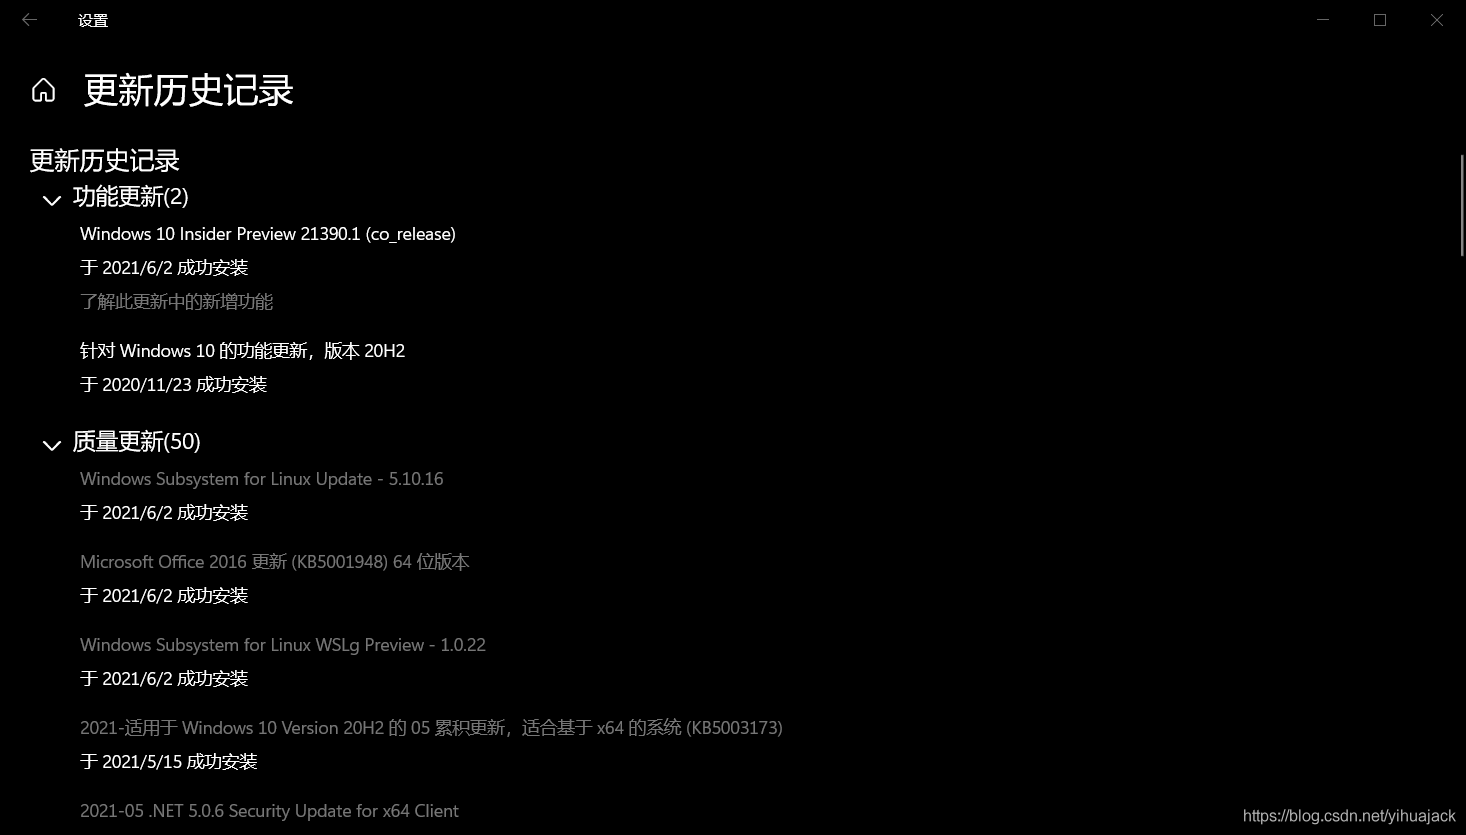 设置
更新历史记录
更新历史记录
功能更新(2)
Windows 10 Insider Preview 21390.1 (co_release)
于 2021/6/2 成功安装
了解此更新中的新增功能
针对 Windows 10 的功能更新，版本 20H2
于 2020/11/23 成功安装
质量更新(50)
Windows Subsystem for Linux Update - 5.10.16
于 2021/6/2 成功安装
Microsoft Office 2016 更新 (KB5001948) 64 位版本
于 2021/6/2 成功安装
Windows Subsystem for Linux WSLg Preview - 1.0.22
于 2021/6/2 成功安装
2021-适用于 Windows 10 Version 20H2 的 05 累积更新，适合基于 x64 的系统 (KB5003173)
于 2021/5/15 成功安装
2021-05 .NET 5.0.6 Security Update for x64 Client
https://blog.csdn.net/yihuajack